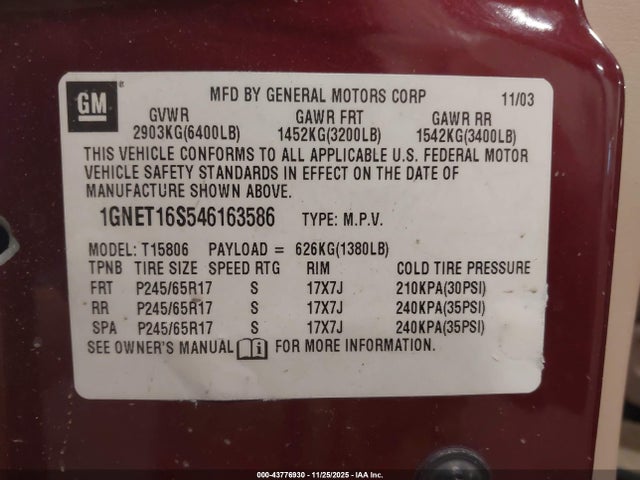 GM ®
MFD BY GENERAL MOTORS CORP 11/03
GVWR GAWR FRT GAWR RR
2903KG(6400LB) 1452KG(3200LB) 1542KG(3400LB)
THIS VEHICLE CONFORMS TO ALL APPLICABLE U.S. FEDERAL MOTOR
VEHICLE SAFETY STANDARDS IN EFFECT ON THE DATE OF
MANUFACTURE SHOWN ABOVE.
1GNET16S546163586 TYPE: M.P.V.
MODEL: T15806 PAYLOAD = 626KG(1380LB)
TPNB TIRE SIZE SPEED RTG RIM COLD TIRE PRESSURE
FRT P245/65R17 S 17X7J 210KPA(30PSI)
RR P245/65R17 S 17X7J 240KPA(35PSI)
SPA P245/65R17 S 17X7J 240KPA(35PSI)
SEE OWNER'S MANUAL i FOR MORE INFORMATION.
000-43776930 - 11/25/2025 - IAA Inc.